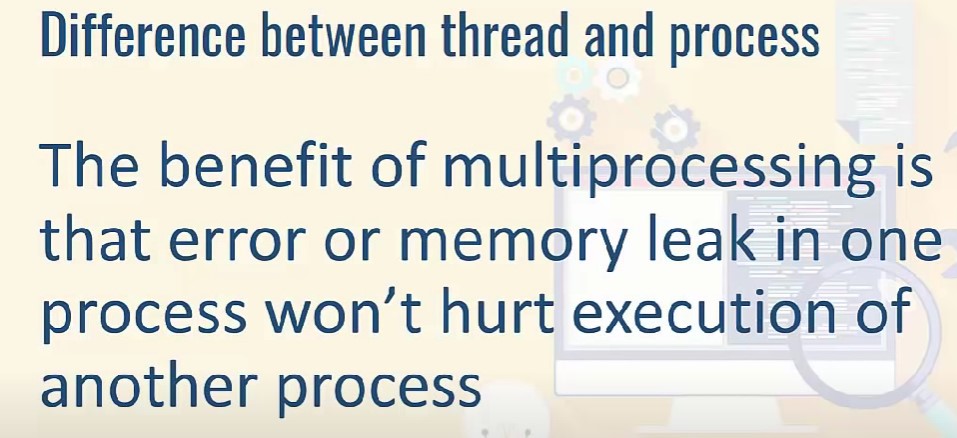 Difference between thread and process
The benefit of multiprocessing is
that error or memory leak in one
process won’t hurt execution of
another process